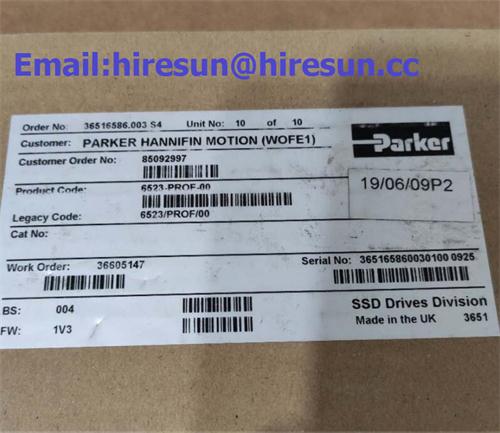 Email:hiresun@hiresun.cc
Order No: 36516586.003 S4 Unit No: 10 of 10
Customer: PARKER HANNIFIN MOTION (WOFE1)
Parker
Customer Order No: 85092997
Product Code: 6523-PROF-00
19/06/09P2
Legacy Code: 6523/PROF/00
Cat No:
Work Order: 36605147
Serial No: 365165860030100 0925
BS: 004
SSD Drives Division
FW: 1V3
Made in the UK 3651